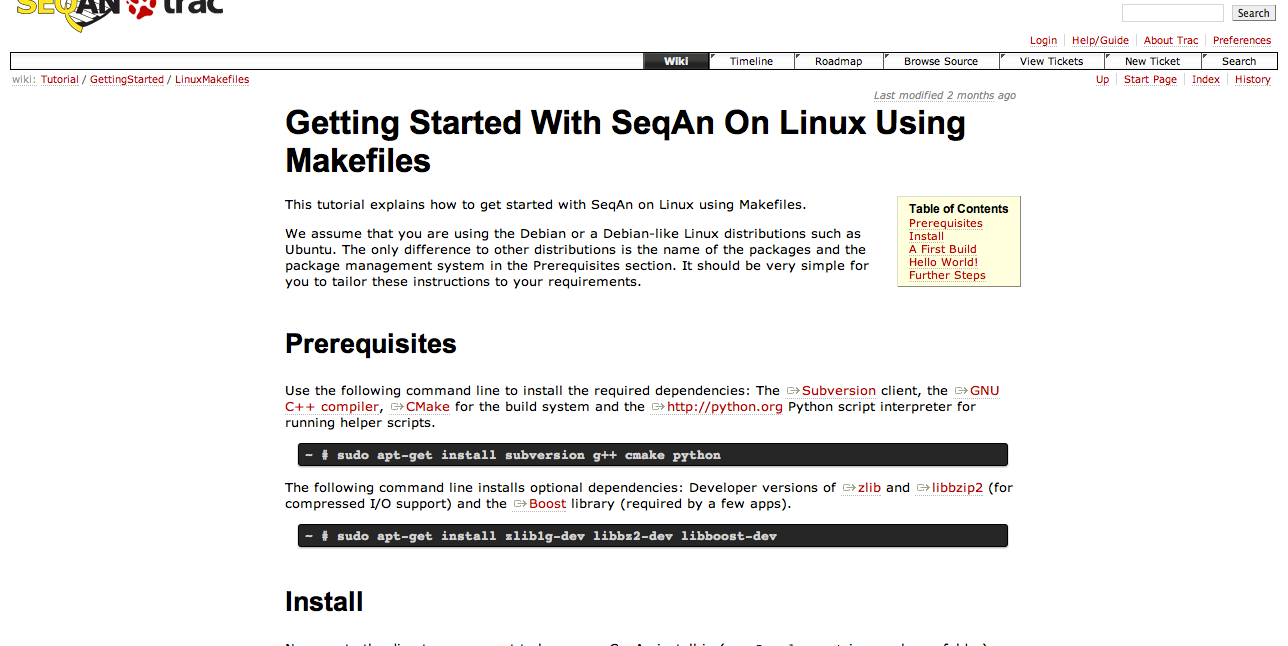 SEQAN trac
Search
Login Help/Guide About Trac Preferences
Wiki Timeline Roadmap Browse Source View Tickets New Ticket Search
wiki: Tutorial / GettingStarted / LinuxMakefiles
Up Start Page Index History
Last modified 2 months ago
Getting Started With SeqAn On Linux Using
Makefiles
This tutorial explains how to get started with SeqAn on Linux using Makefiles.
We assume that you are using the Debian or a Debian-like Linux distributions such as
Ubuntu. The only difference to other distributions is the name of the packages and the
package management system in the Prerequisites section. It should be very simple for
you to tailor these instructions to your requirements.
Table of Contents
Prerequisites
Install
A First Build
Hello World!
Further Steps
Prerequisites
Use the following command line to install the required dependencies: The Subversion client, the GNU
C++ compiler, CMake for the build system and the http://python.org Python script interpreter for
running helper scripts.
~ # sudo apt-get install subversion g++ cmake python
The following command line installs optional dependencies: Developer versions of zlib and libbzip2 (for
compressed I/O support) and the Boost library (required by a few apps).
~ # sudo apt-get install zlib1g-dev libbz2-dev libboost-dev
Install